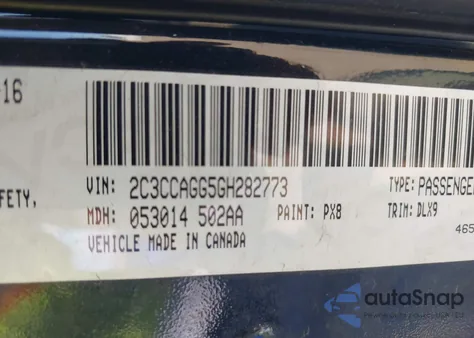 -16
VIN: 2C3CCAGG5GH282773 TYPE: PASSENGE
FETY,
MDH: 053014 502AA PAINT: PX8 TRIM: DLX9
VEHICLE MADE IN CANADA 465
autoSnap